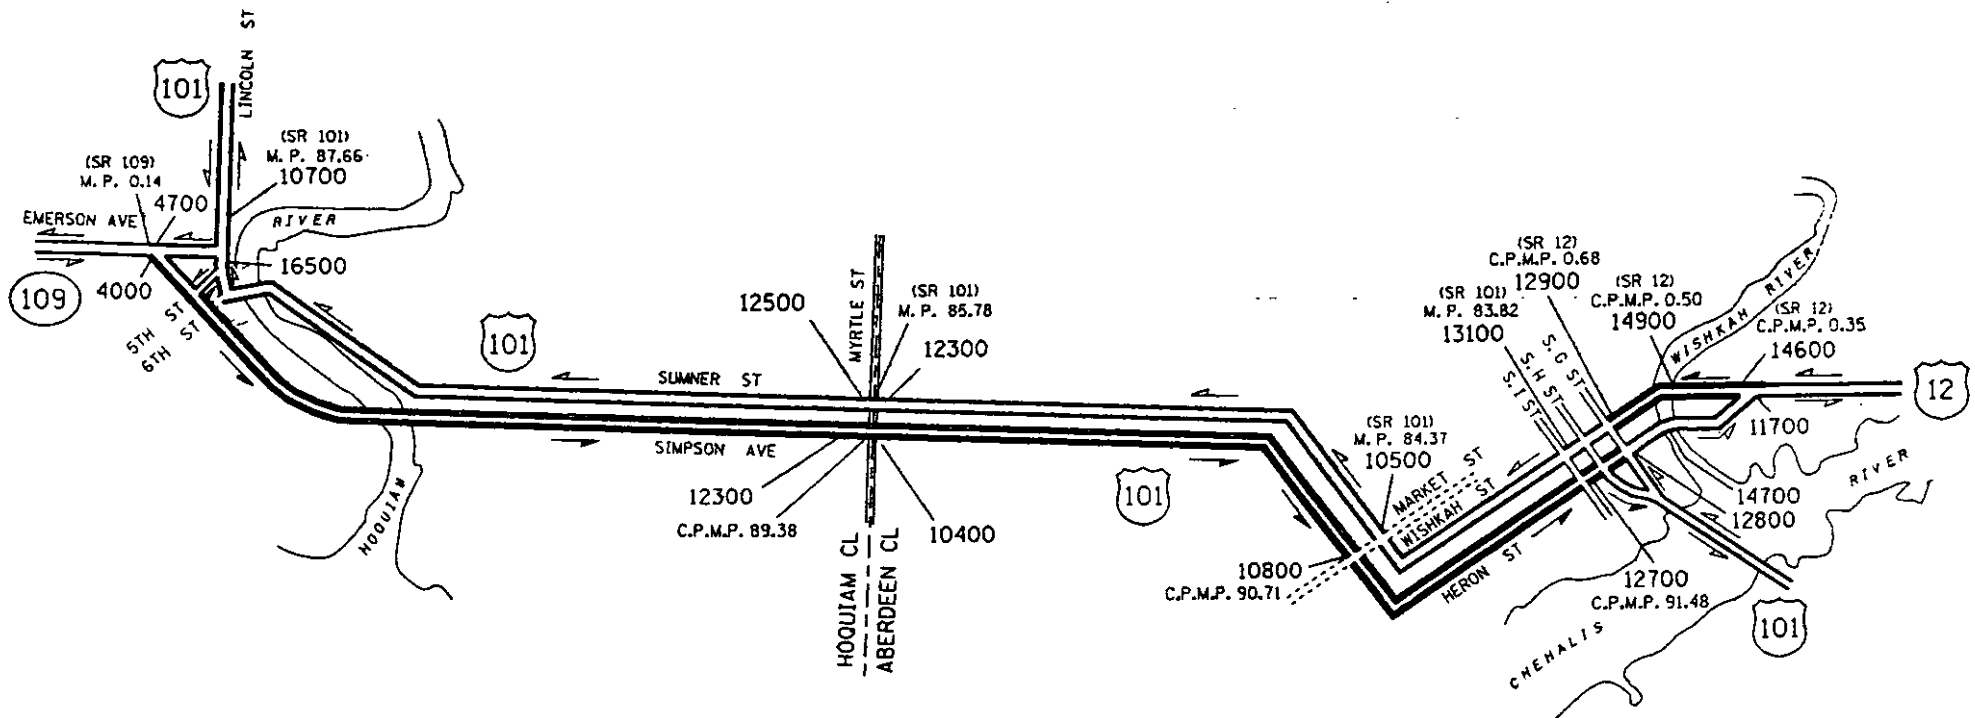 LINCOLN ST
101
(SR 101)
M. P. 87.66
10700
(SR 109)
M. P. 0.14
4700
EMERSON AVE
RIVER
16500
4000
109
5TH ST
6TH ST
HOQUIAM
101
SUMNER ST
SIMPSON AVE
12500
MYRTLE ST
(SR 101)
M. P. 85.78
12300
12300
C.P.M.P. 89.38
10400
HOQUIAM CL
ABERDEEN CL
101
(SR 101)
M. P. 84.37
10500
MARKET ST
WISHKAH ST
10800
C.P.M.P. 90.71
HERON ST
(SR 12)
C.P.M.P. 0.68
12900
(SR 101)
M. P. 83.82
13100
S. G ST
S. H ST
S. I ST
(SR 12)
C.P.M.P. 0.50
14900
WISHKAH RIVER
(SR 12)
C.P.M.P. 0.35
14600
12
11700
14700
12800
12700
C.P.M.P. 91.48
101
CHEHALIS
RIVER